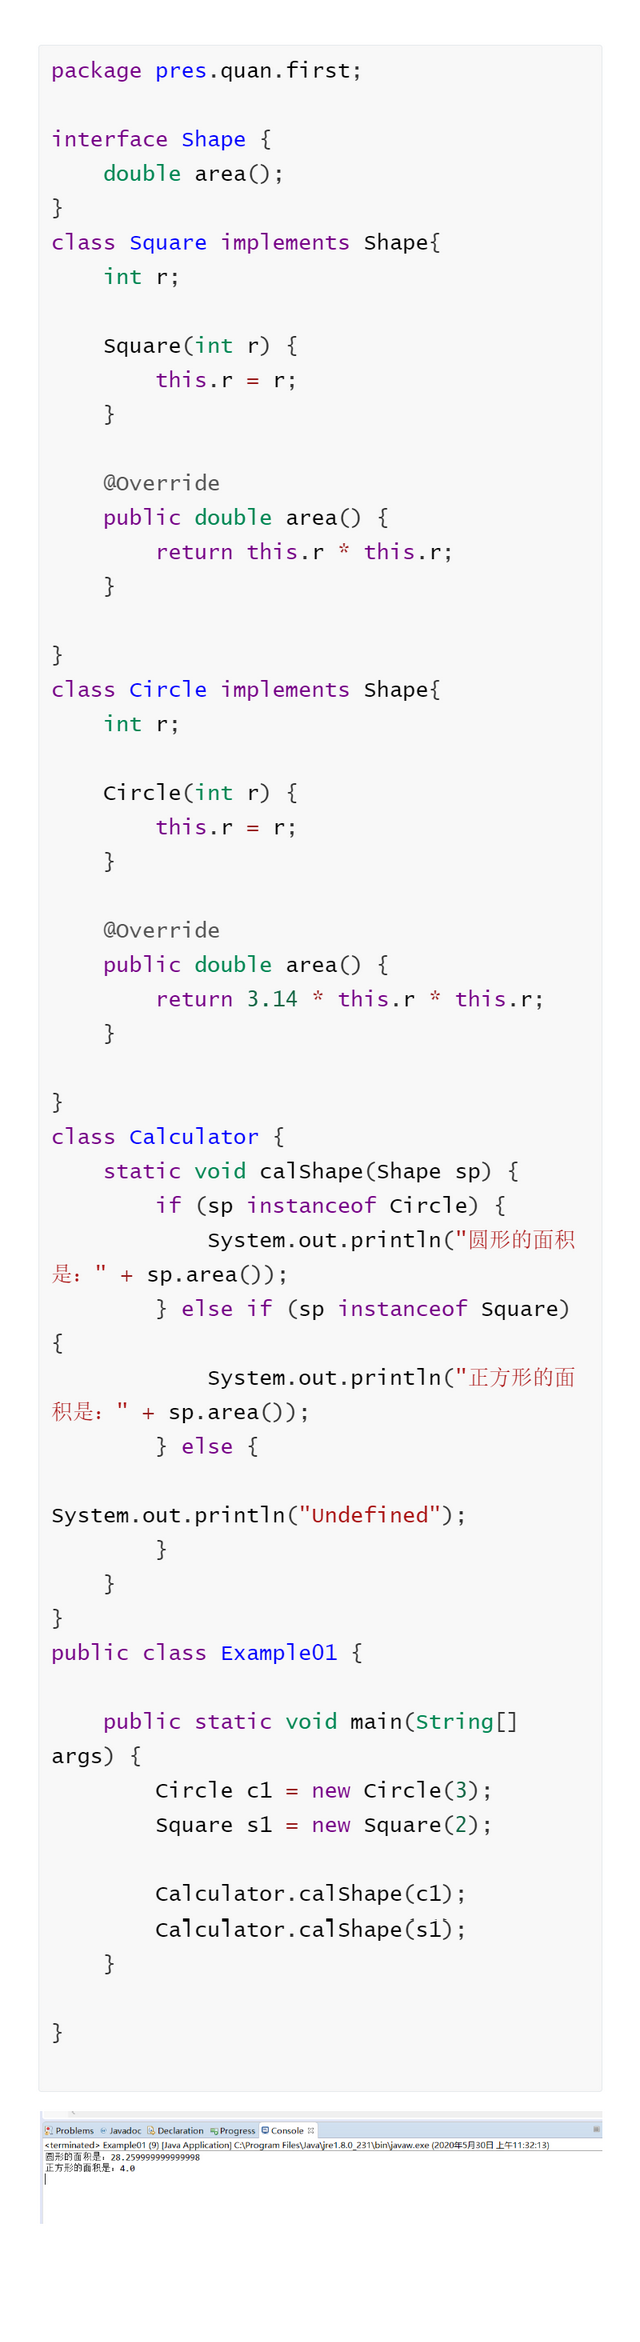 package pres.quan.first;
interface Shape {
    double area();
}
class Square implements Shape{
    int r;
    Square(int r) {
        this.r = r;
    }
    @Override
    public double area() {
        return this.r * this.r;
    }
}
class Circle implements Shape{
    int r;
    Circle(int r) {
        this.r = r;
    }
    @Override
    public double area() {
        return 3.14 * this.r * this.r;
    }
}
class Calculator {
    static void calShape(Shape sp) {
        if (sp instanceof Circle) {
            System.out.println("圆形的面积
是：" + sp.area());
        } else if (sp instanceof Square)
{
            System.out.println("正方形的面
积是：" + sp.area());
        } else {
System.out.println("Undefined");
        }
    }
}
public class Example01 {
    public static void main(String[]
args) {
        Circle c1 = new Circle(3);
        Square s1 = new Square(2);
        Calculator.calShape(c1);
        Calculator.calShape(s1);
    }
}
Problems Javadoc Declaration Progress Console
<terminated> Example01 (9) [Java Application] C:\Program Files\Java\jre1.8.0_231\bin\javaw.exe (2020年5月30日 上午11:32:13)
圆形的面积是：28.259999999999998
正方形的面积是：4.0